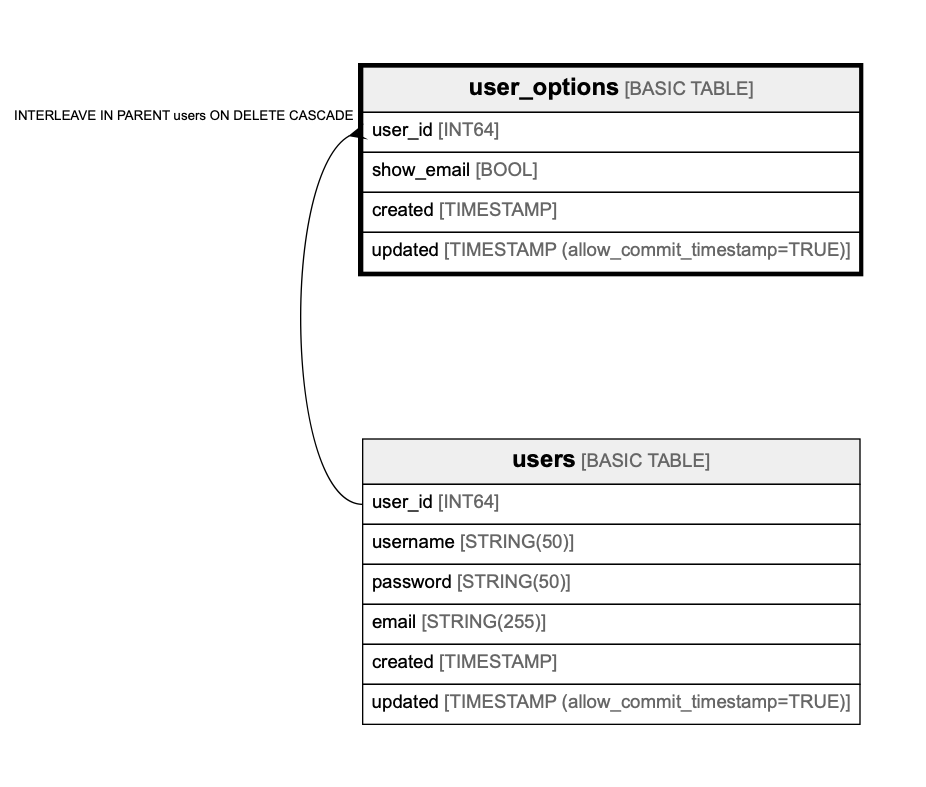 user_options [BASIC TABLE]
INTERLEAVE IN PARENT users ON DELETE CASCADE
user_id [INT64]
show_email [BOOL]
created [TIMESTAMP]
updated [TIMESTAMP (allow_commit_timestamp=TRUE)]
users [BASIC TABLE]
user_id [INT64]
username [STRING(50)]
password [STRING(50)]
email [STRING(255)]
created [TIMESTAMP]
updated [TIMESTAMP (allow_commit_timestamp=TRUE)]